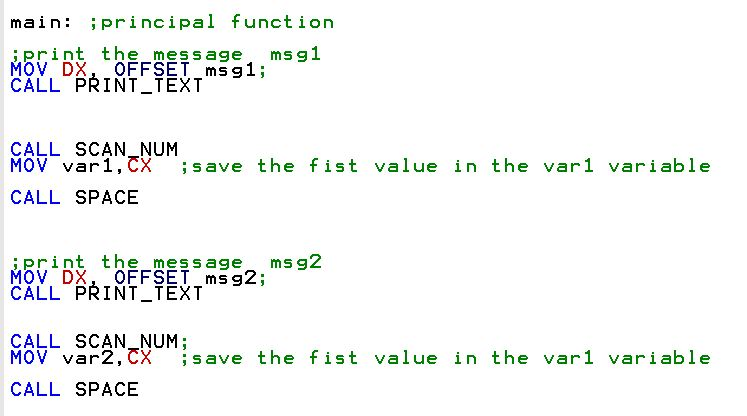 main: ;principal function
;print the message  msg1
MOV DX, OFFSET msg1;
CALL PRINT_TEXT
CALL SCAN_NUM
MOV var1,CX  ;save the fist value in the var1 variable
CALL SPACE
;print the message  msg2
MOV DX, OFFSET msg2;
CALL PRINT_TEXT
CALL SCAN_NUM;
MOV var2,CX  ;save the fist value in the var1 variable
CALL SPACE